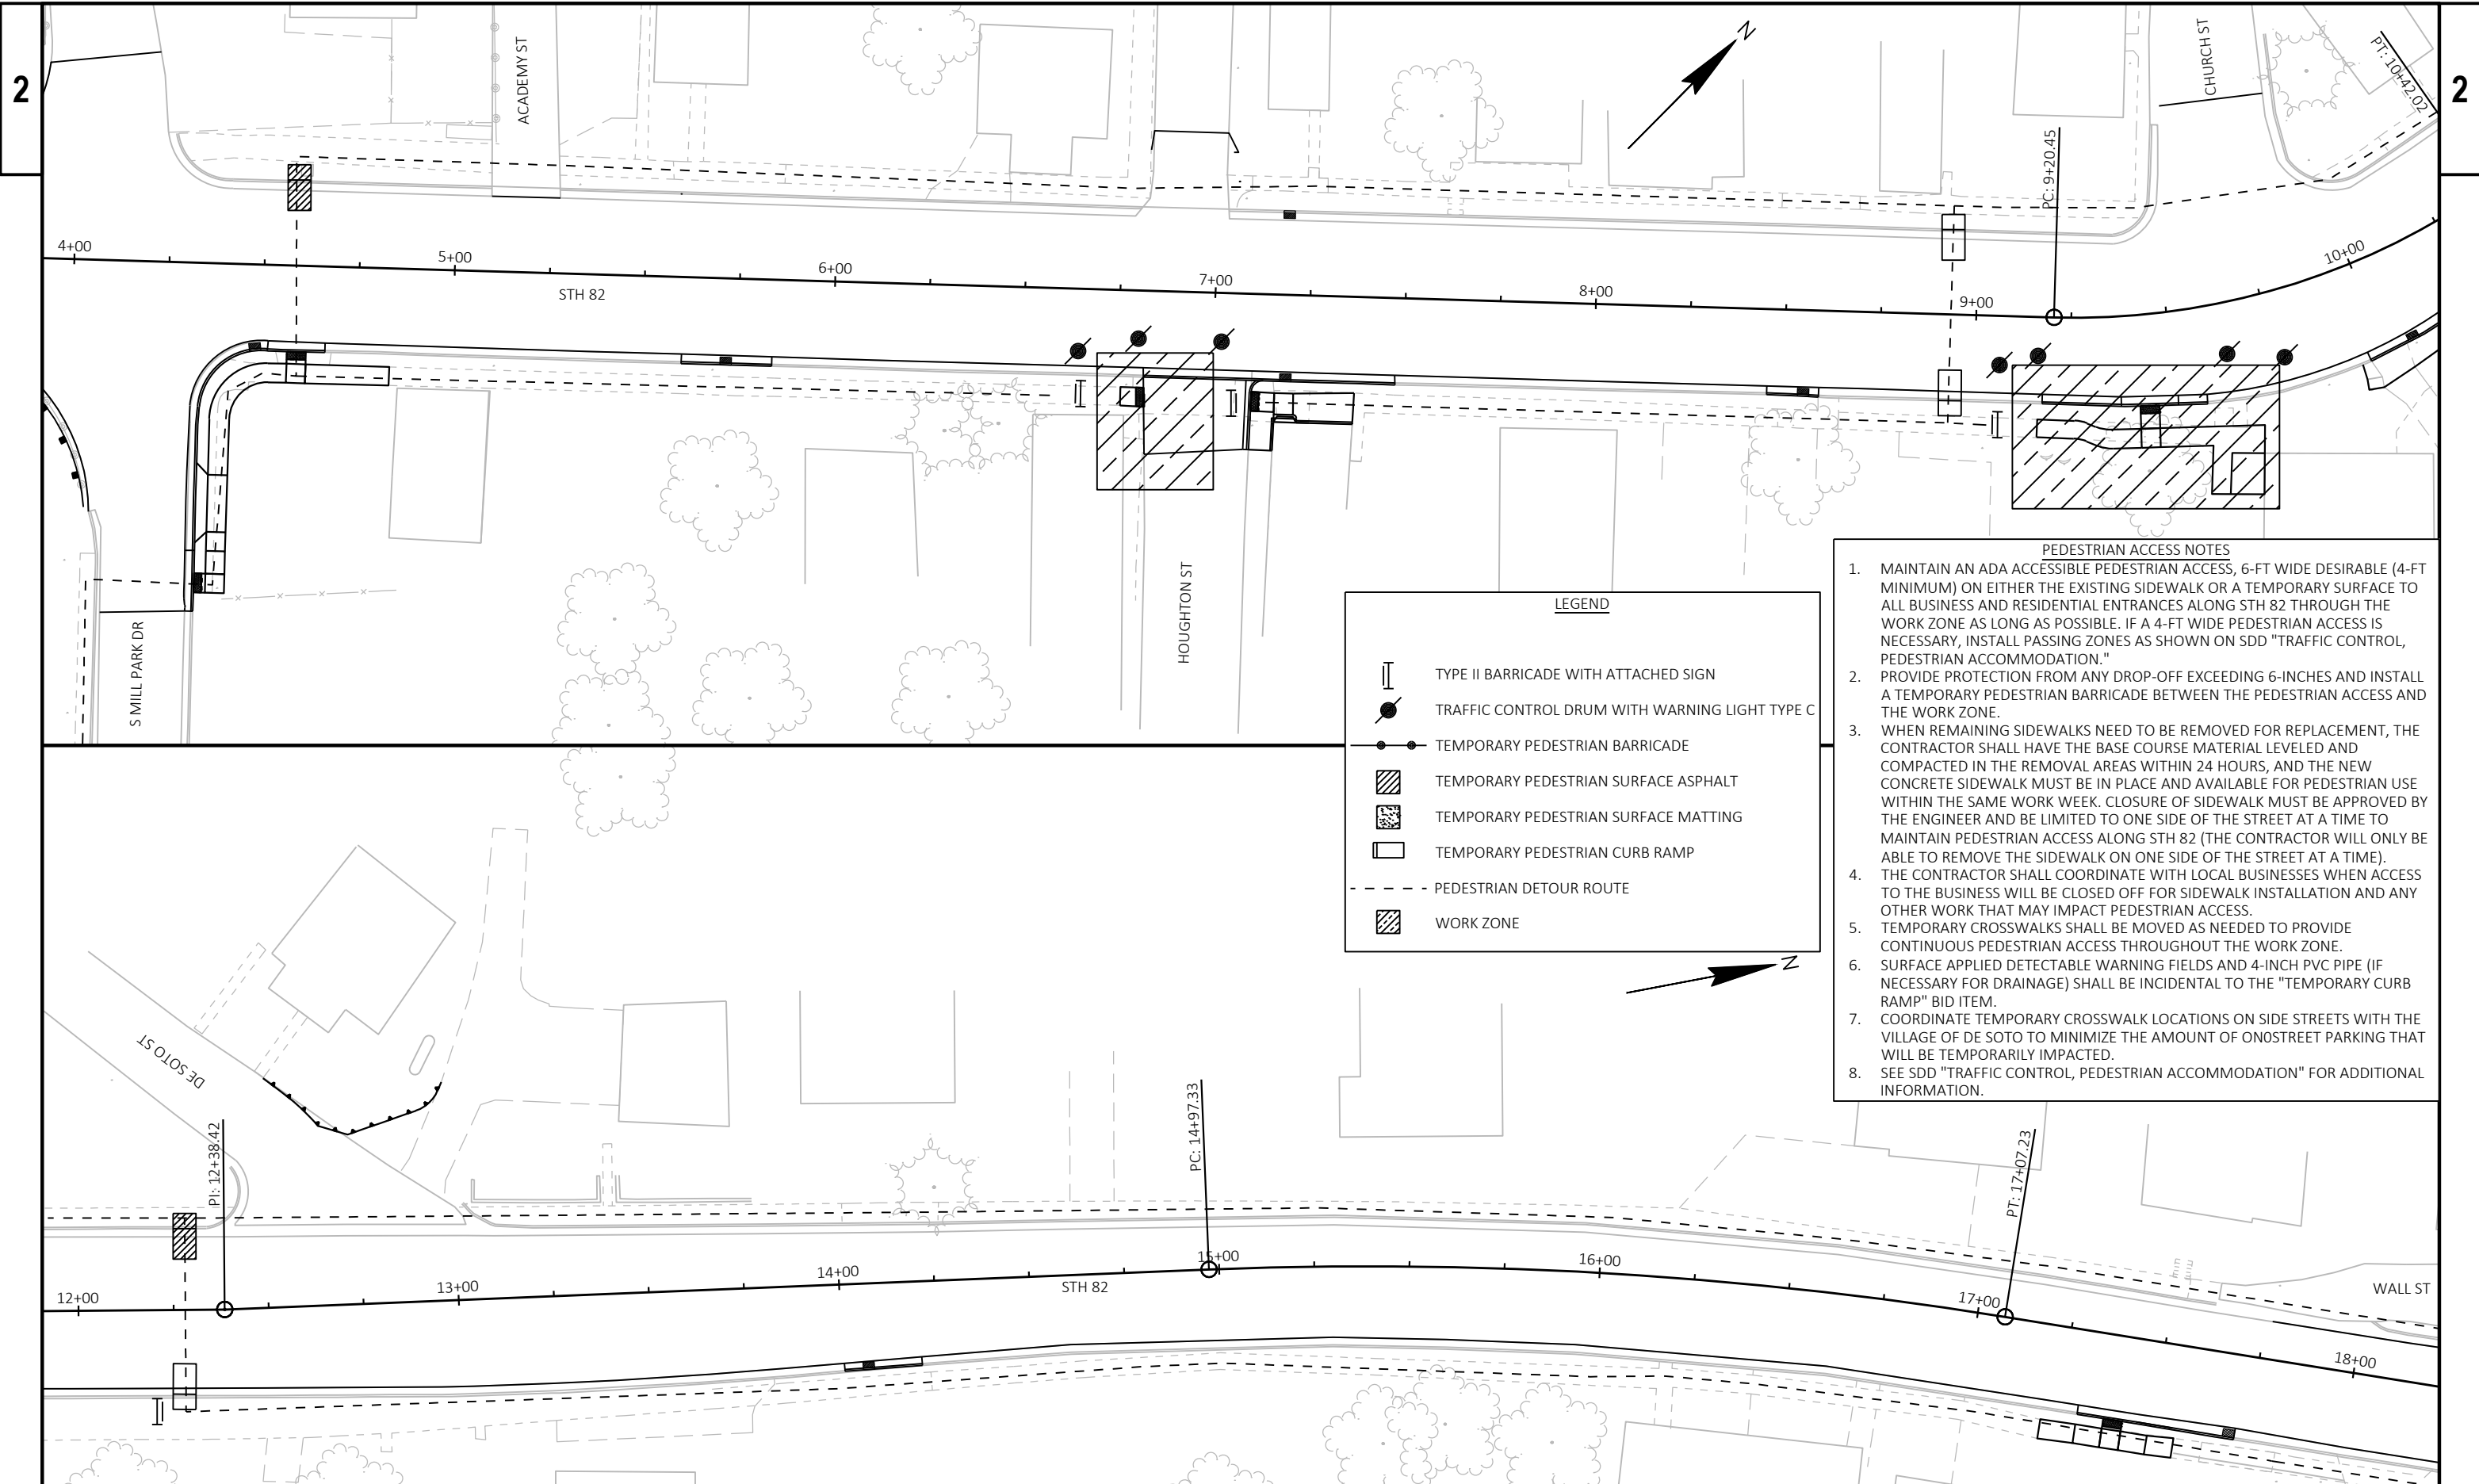 2
2
ACADEMY ST
N
CHURCH ST
PT: 10+42.02
PC: 9+20.45
4+00
5+00
6+00
7+00
8+00
9+00
10+00
STH 82
S MILL PARK DR
HOUGHTON ST
LEGEND
TYPE II BARRICADE WITH ATTACHED SIGN
TRAFFIC CONTROL DRUM WITH WARNING LIGHT TYPE C
TEMPORARY PEDESTRIAN BARRICADE
TEMPORARY PEDESTRIAN SURFACE ASPHALT
TEMPORARY PEDESTRIAN SURFACE MATTING
TEMPORARY PEDESTRIAN CURB RAMP
PEDESTRIAN DETOUR ROUTE
WORK ZONE
PEDESTRIAN ACCESS NOTES
1. MAINTAIN AN ADA ACCESSIBLE PEDESTRIAN ACCESS, 6-FT WIDE DESIRABLE (4-FT
MINIMUM) ON EITHER THE EXISTING SIDEWALK OR A TEMPORARY SURFACE TO
ALL BUSINESS AND RESIDENTIAL ENTRANCES ALONG STH 82 THROUGH THE
WORK ZONE AS LONG AS POSSIBLE. IF A 4-FT WIDE PEDESTRIAN ACCESS IS
NECESSARY, INSTALL PASSING ZONES AS SHOWN ON SDD "TRAFFIC CONTROL,
PEDESTRIAN ACCOMMODATION."
2. PROVIDE PROTECTION FROM ANY DROP-OFF EXCEEDING 6-INCHES AND INSTALL
A TEMPORARY PEDESTRIAN BARRICADE BETWEEN THE PEDESTRIAN ACCESS AND
THE WORK ZONE.
3. WHEN REMAINING SIDEWALKS NEED TO BE REMOVED FOR REPLACEMENT, THE
CONTRACTOR SHALL HAVE THE BASE COURSE MATERIAL LEVELED AND
COMPACTED IN THE REMOVAL AREAS WITHIN 24 HOURS, AND THE NEW
CONCRETE SIDEWALK MUST BE IN PLACE AND AVAILABLE FOR PEDESTRIAN USE
WITHIN THE SAME WORK WEEK. CLOSURE OF SIDEWALK MUST BE APPROVED BY
THE ENGINEER AND BE LIMITED TO ONE SIDE OF THE STREET AT A TIME TO
MAINTAIN PEDESTRIAN ACCESS ALONG STH 82 (THE CONTRACTOR WILL ONLY BE
ABLE TO REMOVE THE SIDEWALK ON ONE SIDE OF THE STREET AT A TIME).
4. THE CONTRACTOR SHALL COORDINATE WITH LOCAL BUSINESSES WHEN ACCESS
TO THE BUSINESS WILL BE CLOSED OFF FOR SIDEWALK INSTALLATION AND ANY
OTHER WORK THAT MAY IMPACT PEDESTRIAN ACCESS.
5. TEMPORARY CROSSWALKS SHALL BE MOVED AS NEEDED TO PROVIDE
CONTINUOUS PEDESTRIAN ACCESS THROUGHOUT THE WORK ZONE.
6. SURFACE APPLIED DETECTABLE WARNING FIELDS AND 4-INCH PVC PIPE (IF
NECESSARY FOR DRAINAGE) SHALL BE INCIDENTAL TO THE "TEMPORARY CURB
RAMP" BID ITEM.
7. COORDINATE TEMPORARY CROSSWALK LOCATIONS ON SIDE STREETS WITH THE
VILLAGE OF DE SOTO TO MINIMIZE THE AMOUNT OF ON0STREET PARKING THAT
WILL BE TEMPORARILY IMPACTED.
8. SEE SDD "TRAFFIC CONTROL, PEDESTRIAN ACCOMMODATION" FOR ADDITIONAL
INFORMATION.
N
DE SOTO ST
PI: 12+38.42
PC: 14+97.33
PT: 17+07.23
12+00
13+00
14+00
15+00
16+00
17+00
18+00
STH 82
WALL ST